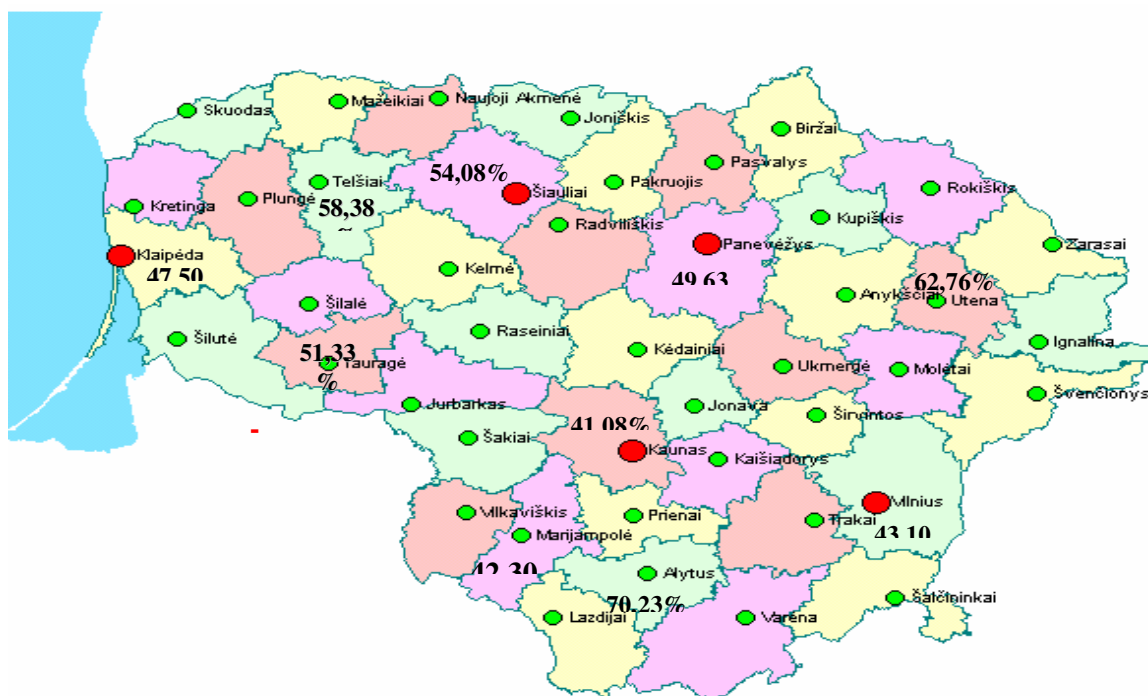 Skuodas
Mažeikiai
Naujoji Akmenė
Joniškis
Biržai
Pasvalys
54,08%
Telšiai
Šiauliai
Pakruojis
Rokiškis
Kretinga
Plungė
58,38
Radviliškis
Kupiškis
Panevėžys
Zarasai
Klaipėda
47,50
Kelmė
49,63
62,76%
Anykščiai
Utena
Šilalė
Šilutė
Raseiniai
Ignalina
51,33
%
Tauragė
Kėdainiai
Ukmergė
Molėtai
Švenčionys
Jurbarkas
Jonava
Širvintos
41,08%
Šakiai
Kaunas
Kaišiadorys
Vilnius
Vilkaviškis
Prienai
Trakai
43,10
Marijampolė
42,30
Alytus
70,23%
Šalčininkai
Lazdijai
Varėna